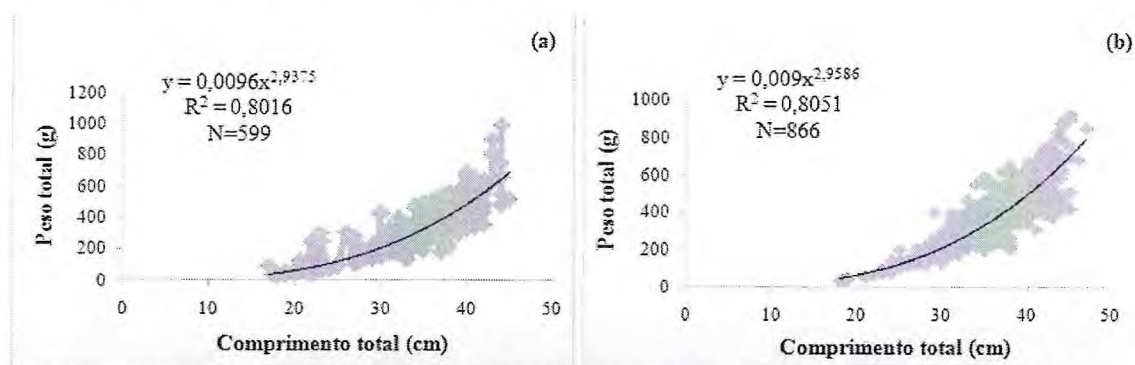 (a)
y = 0,0096x^2,9375
R² = 0,8016
N=599
Peso total (g)
1200
1000
800
600
400
200
0
0 10 20 30 40 50
Comprimento total (cm)
(b)
y = 0,009x^2,9586
R² = 0,8051
N=866
Peso total (g)
1000
800
600
400
200
0
0 10 20 30 40 50
Comprimento total (cm)